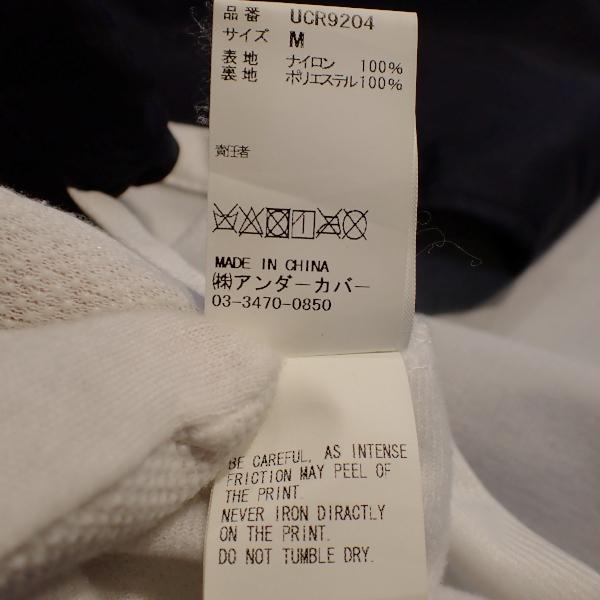 品番 UCR9204
サイズ M
表地 ナイロン 100%
裏地 ポリエステル100%
責任者
MADE IN CHINA
㈱アンダーカバー
03-3470-0850
BE CAREFUL, AS INTENSE
FRICTION MAY PEEL OF
THE PRINT.
NEVER IRON DIRACTLY
ON THE PRINT.
DO NOT TUMBLE DRY.